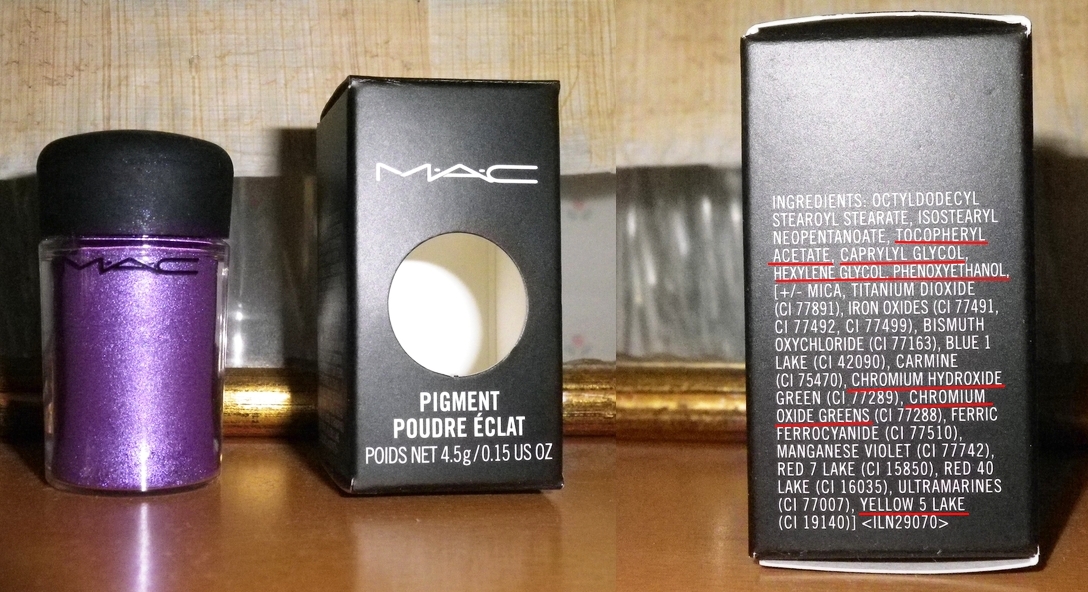 MAC
M·A·C
PIGMENT
POUDRE ÉCLAT
POIDS NET 4.5g/0.15 US OZ
INGREDIENTS: OCTYLDODECYL
STEAROYL STEARATE, ISOSTEARYL
NEOPENTANOATE, TOCOPHERYL
ACETATE, CAPRYLYL GLYCOL,
HEXYLENE GLYCOL, PHENOXYETHANOL,
[+/- MICA, TITANIUM DIOXIDE
(CI 77891), IRON OXIDES (CI 77491,
CI 77492, CI 77499), BISMUTH
OXYCHLORIDE (CI 77163), BLUE 1
LAKE (CI 42090), CARMINE
(CI 75470), CHROMIUM HYDROXIDE
GREEN (CI 77289), CHROMIUM
OXIDE GREENS (CI 77288), FERRIC
FERROCYANIDE (CI 77510),
MANGANESE VIOLET (CI 77742),
RED 7 LAKE (CI 15850), RED 40
LAKE (CI 16035), ULTRAMARINES
(CI 77007), YELLOW 5 LAKE
(CI 19140)] <ILN29070>